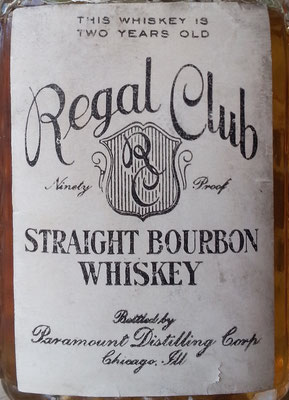 THIS WHISKEY IS
TWO YEARS OLD
Regal Club
RC
Ninety Proof
STRAIGHT BOURBON
WHISKEY
Bottled by
Paramount Distilling Corp
Chicago, Ill